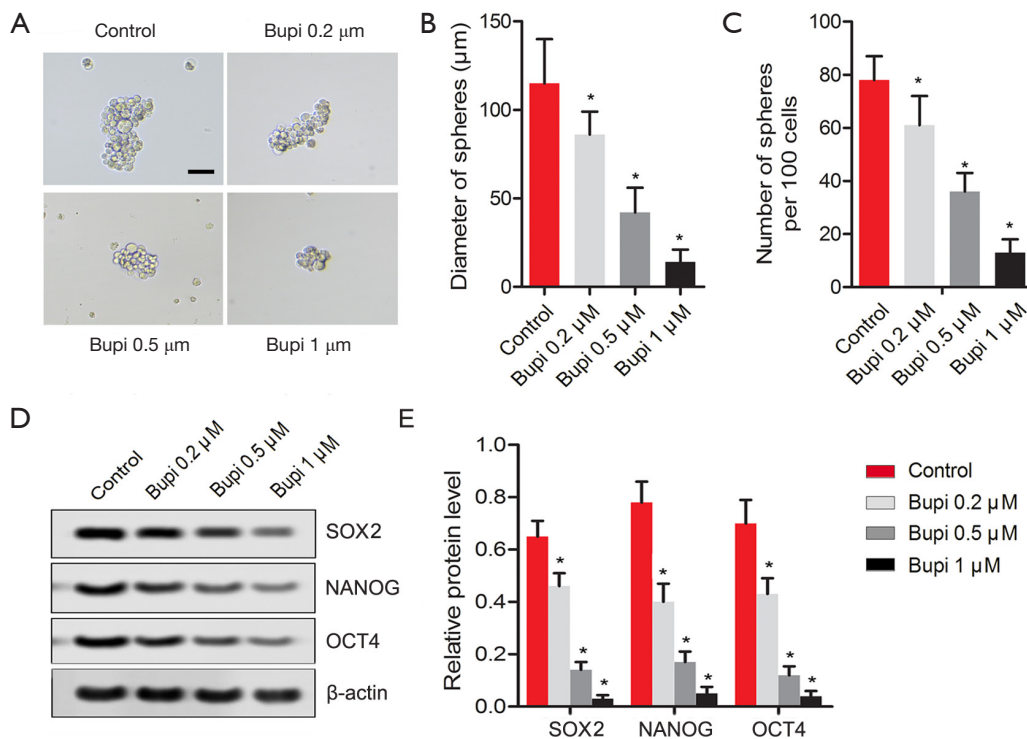 A
Control
Bupi 0.2 μm
Bupi 0.5 μm
Bupi 1 μm
B
Diameter of spheres (μm)
150
100
50
0
Control
Bupi 0.2 μM
Bupi 0.5 μM
Bupi 1 μM
*
*
*
C
Number of spheres
per 100 cells
100
80
60
40
20
0
Control
Bupi 0.2 μM
Bupi 0.5 μM
Bupi 1 μM
*
*
*
D
Control
Bupi 0.2 μM
Bupi 0.5 μM
Bupi 1 μM
SOX2
NANOG
OCT4
β-actin
E
Relative protein level
1.0
0.8
0.6
0.4
0.2
0.0
*
*
*
*
*
*
*
*
*
SOX2
NANOG
OCT4
Control
Bupi 0.2 μM
Bupi 0.5 μM
Bupi 1 μM